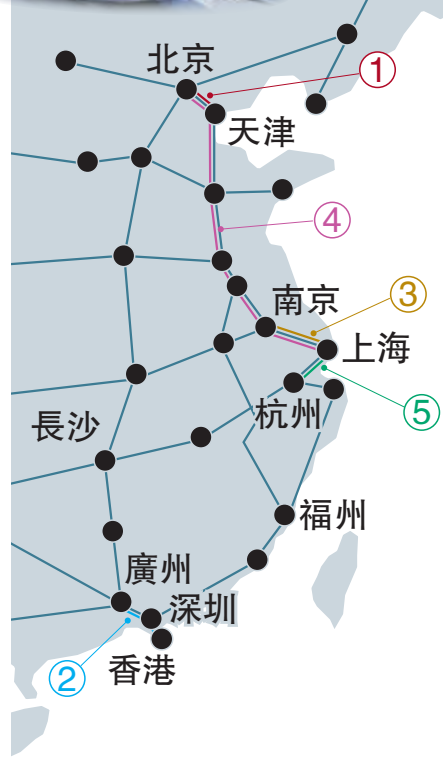 北京
①
天津
④
③
南京
上海
⑤
杭州
長沙
福州
廣州
深圳
②
香港